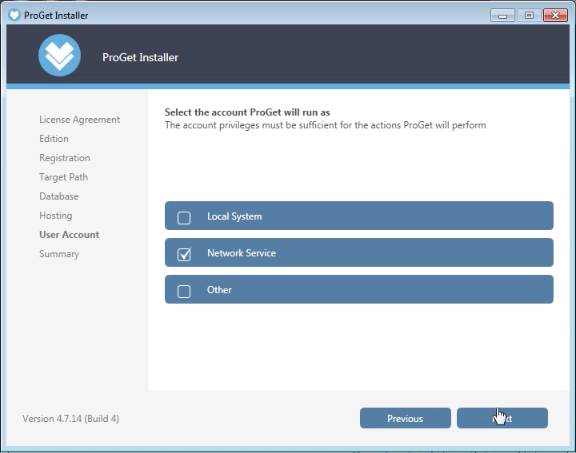 ProGet Installer
ProGet Installer
License Agreement
Edition
Registration
Target Path
Database
Hosting
User Account
Summary
Select the account ProGet will run as
The account privileges must be sufficient for the actions ProGet will perform
Local System
Network Service
Other
Version 4.7.14 (Build 4)
Previous